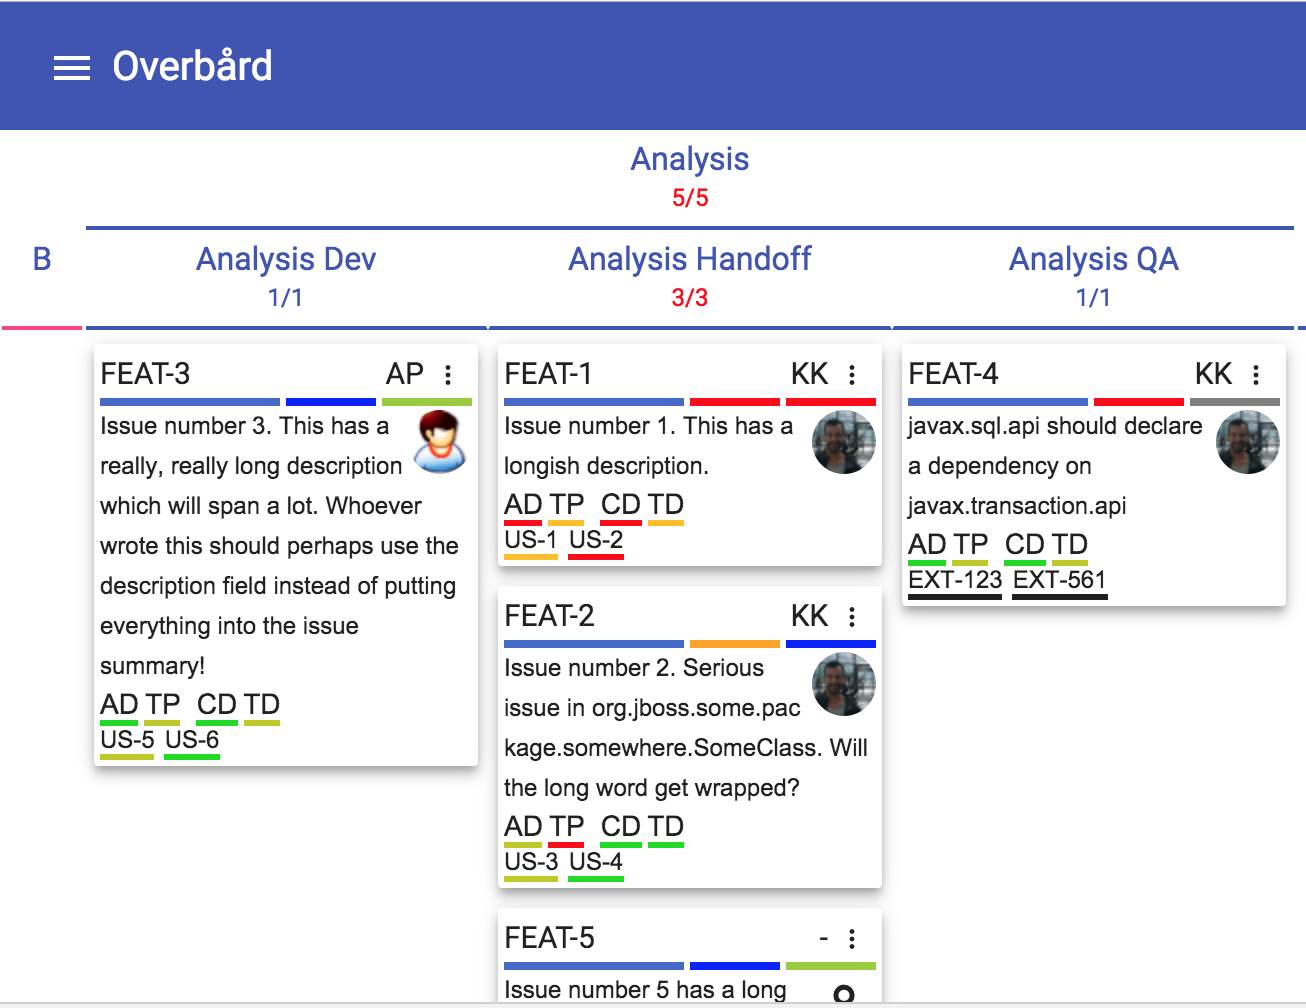 Overbård
Analysis
5/5
B
Analysis Dev
1/1
Analysis Handoff
3/3
Analysis QA
1/1
FEAT-3 AP
Issue number 3. This has a
really, really long description
which will span a lot. Whoever
wrote this should perhaps use the
description field instead of putting
everything into the issue
summary!
AD TP CD TD
US-5 US-6
FEAT-1 KK
Issue number 1. This has a
longish description.
AD TP CD TD
US-1 US-2
FEAT-2 KK
Issue number 2. Serious
issue in org.jboss.some.pac
kage.somewhere.SomeClass. Will
the long word get wrapped?
AD TP CD TD
US-3 US-4
FEAT-5 -
Issue number 5 has a long
FEAT-4 KK
javax.sql.api should declare
a dependency on
javax.transaction.api
AD TP CD TD
EXT-123 EXT-561